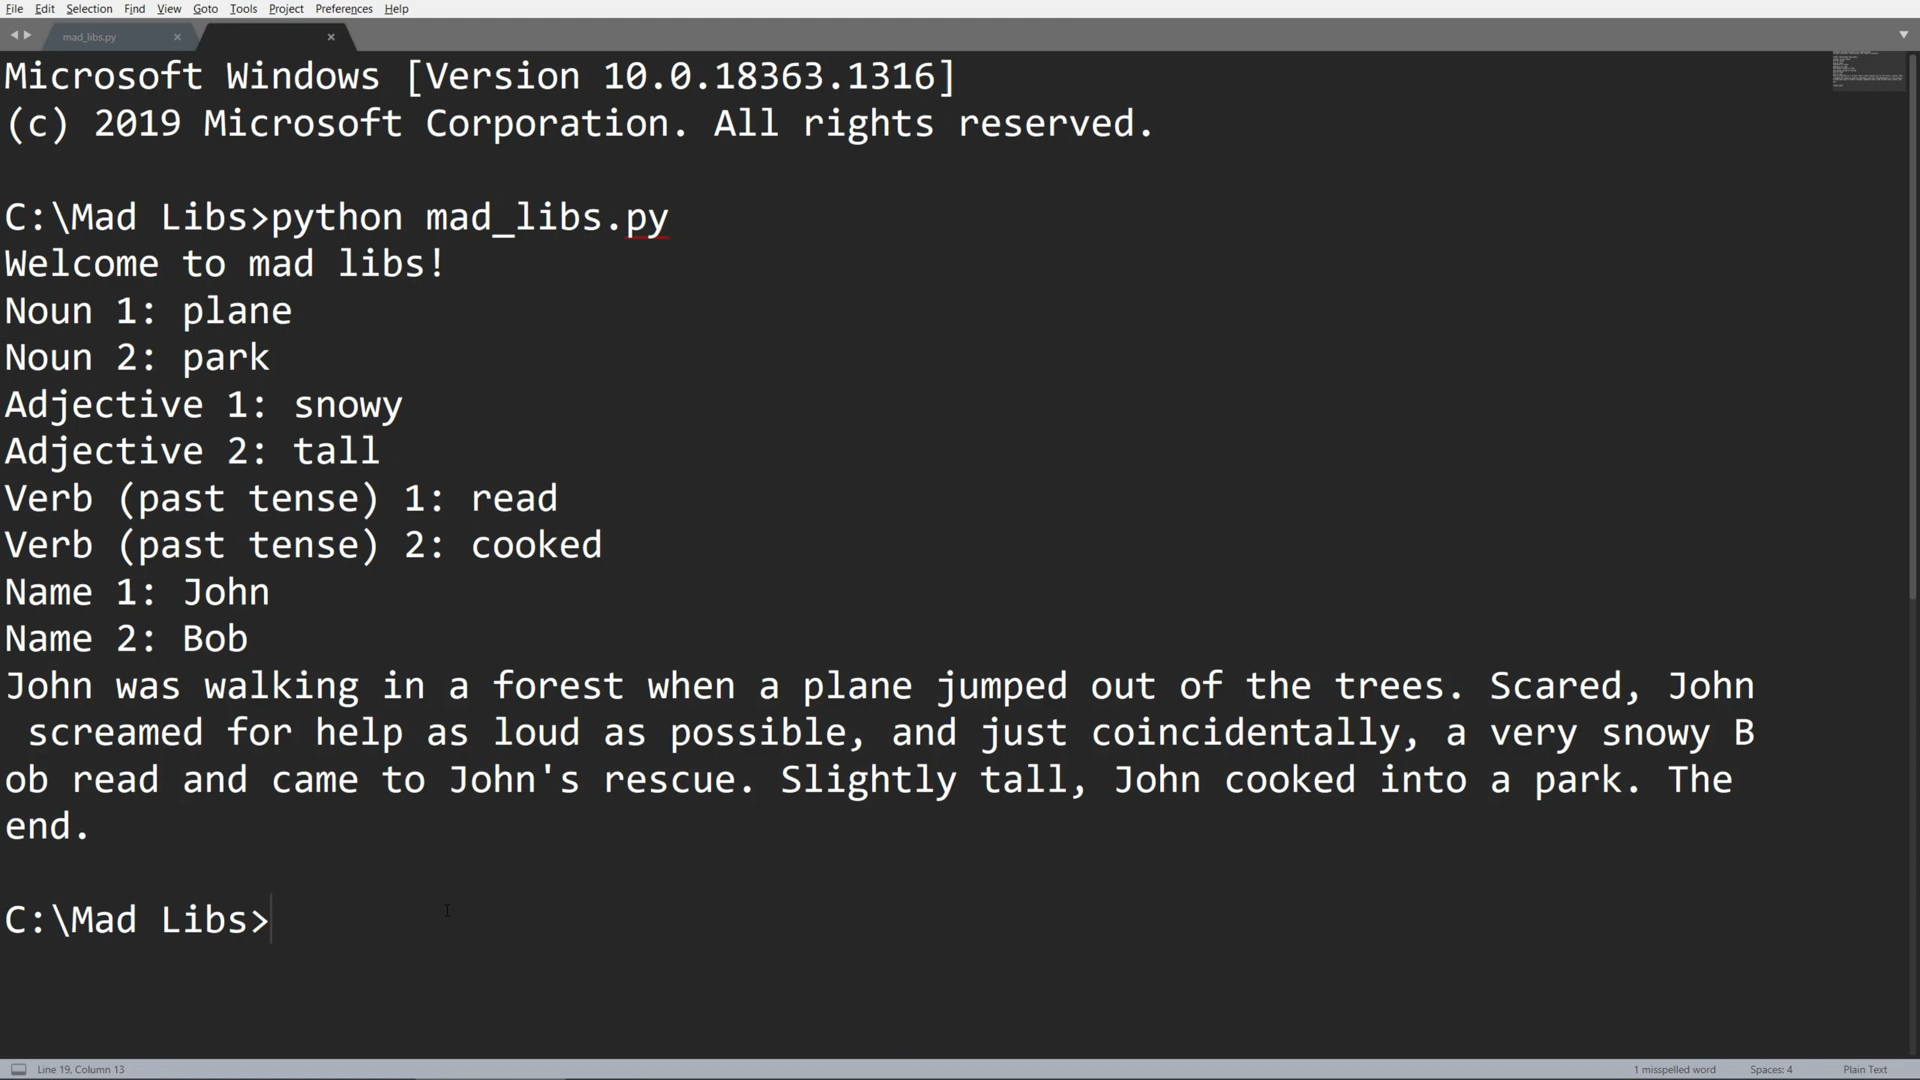 File Edit Selection Find View Goto Tools Project Preferences Help
mad_libs.py
Microsoft Windows [Version 10.0.18363.1316]
(c) 2019 Microsoft Corporation. All rights reserved.
C:\Mad Libs>python mad_libs.py
Welcome to mad libs!
Noun 1: plane
Noun 2: park
Adjective 1: snowy
Adjective 2: tall
Verb (past tense) 1: read
Verb (past tense) 2: cooked
Name 1: John
Name 2: Bob
John was walking in a forest when a plane jumped out of the trees. Scared, John
screamed for help as loud as possible, and just coincidentally, a very snowy B
ob read and came to John's rescue. Slightly tall, John cooked into a park. The
end.
C:\Mad Libs>
Line 19, Column 13 1 misspelled word Spaces: 4 Plain Text